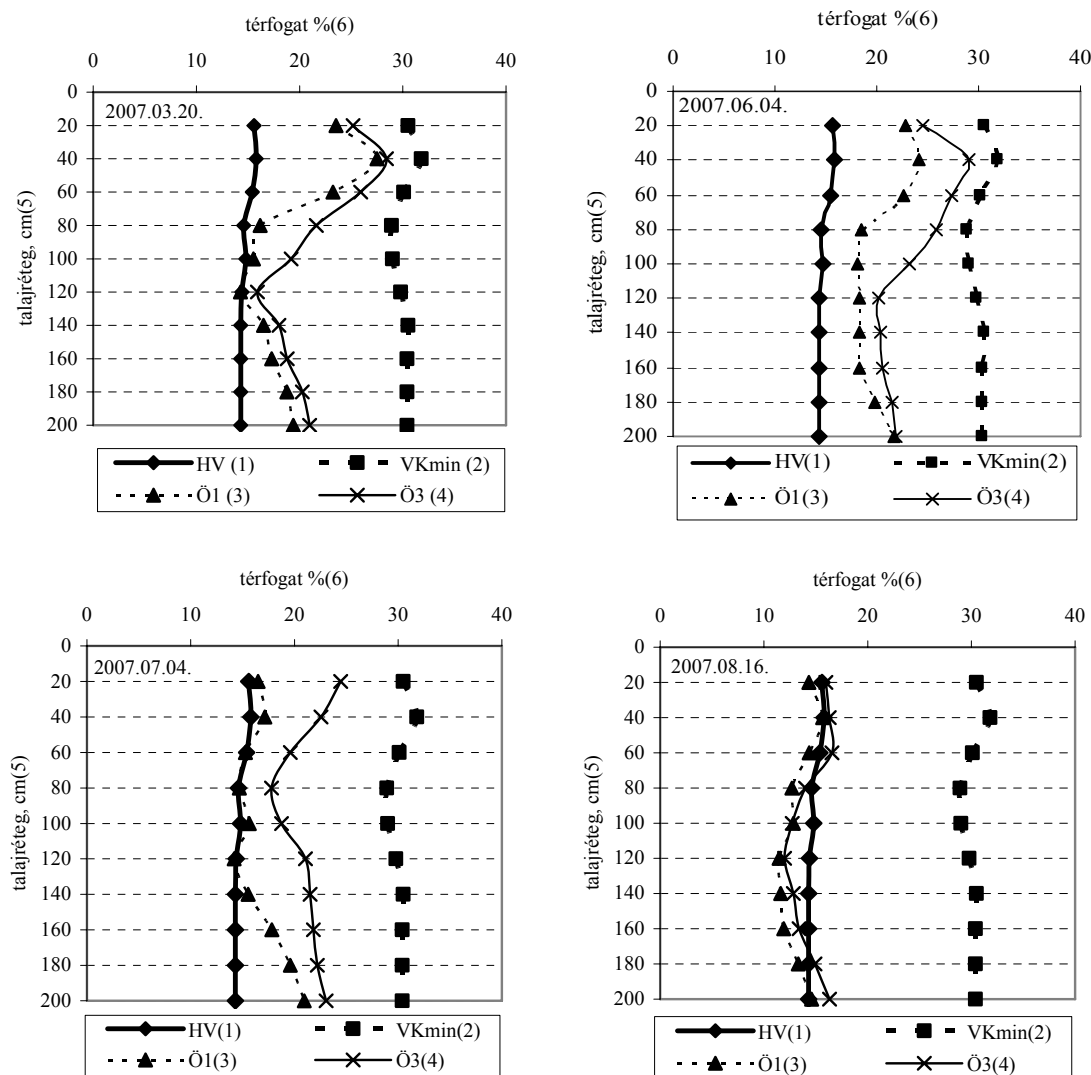 térfogat %(6)
0 10 20 30 40
0
2007.03.20.
20
40
60
80
100
120
140
160
180
200
talajréteg, cm(5)
HV (1) VKmin (2)
Ö1 (3) Ö3 (4)
térfogat %(6)
0 10 20 30 40
0
2007.06.04.
20
40
60
80
100
120
140
160
180
200
talajréteg, cm(5)
HV(1) VKmin(2)
Ö1(3) Ö3(4)
térfogat %(6)
0 10 20 30 40
0
2007.07.04.
20
40
60
80
100
120
140
160
180
200
talajréteg, cm(5)
HV(1) VKmin(2)
Ö1(3) Ö3(4)
térfogat %(6)
0 10 20 30 40
0
2007.08.16.
20
40
60
80
100
120
140
160
180
200
talajréteg, cm(5)
HV(1) VKmin(2)
Ö1(3) Ö3(4)